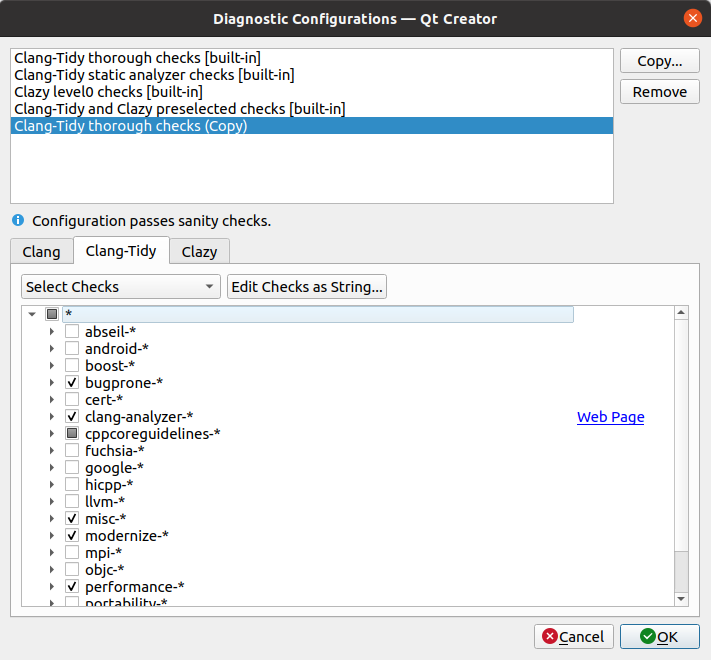 Diagnostic Configurations — Qt Creator
Clang-Tidy thorough checks [built-in]
Clang-Tidy static analyzer checks [built-in]
Clazy level0 checks [built-in]
Clang-Tidy and Clazy preselected checks [built-in]
Clang-Tidy thorough checks (Copy)
Copy...
Remove
Configuration passes sanity checks.
Clang
Clang-Tidy
Clazy
Select Checks
Edit Checks as String...
*
abseil-*
android-*
boost-*
bugprone-*
cert-*
clang-analyzer-*
Web Page
cppcoreguidelines-*
fuchsia-*
google-*
hicpp-*
llvm-*
misc-*
modernize-*
mpi-*
objc-*
performance-*
portability-*
Cancel
OK